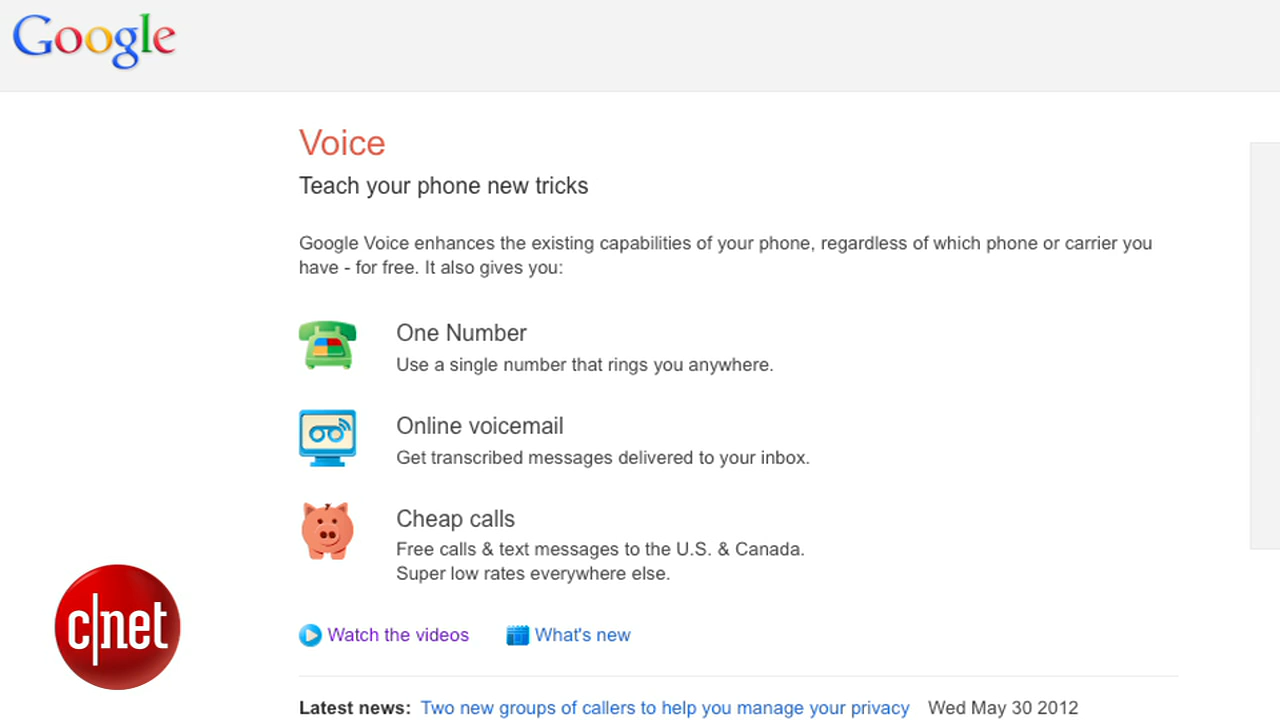 Google
Voice
Teach your phone new tricks
Google Voice enhances the existing capabilities of your phone, regardless of which phone or carrier you
have - for free. It also gives you:
One Number
Use a single number that rings you anywhere.
Online voicemail
Get transcribed messages delivered to your inbox.
Cheap calls
Free calls & text messages to the U.S. & Canada.
Super low rates everywhere else.
c|net
Watch the videos What's new
Latest news: Two new groups of callers to help you manage your privacy Wed May 30 2012